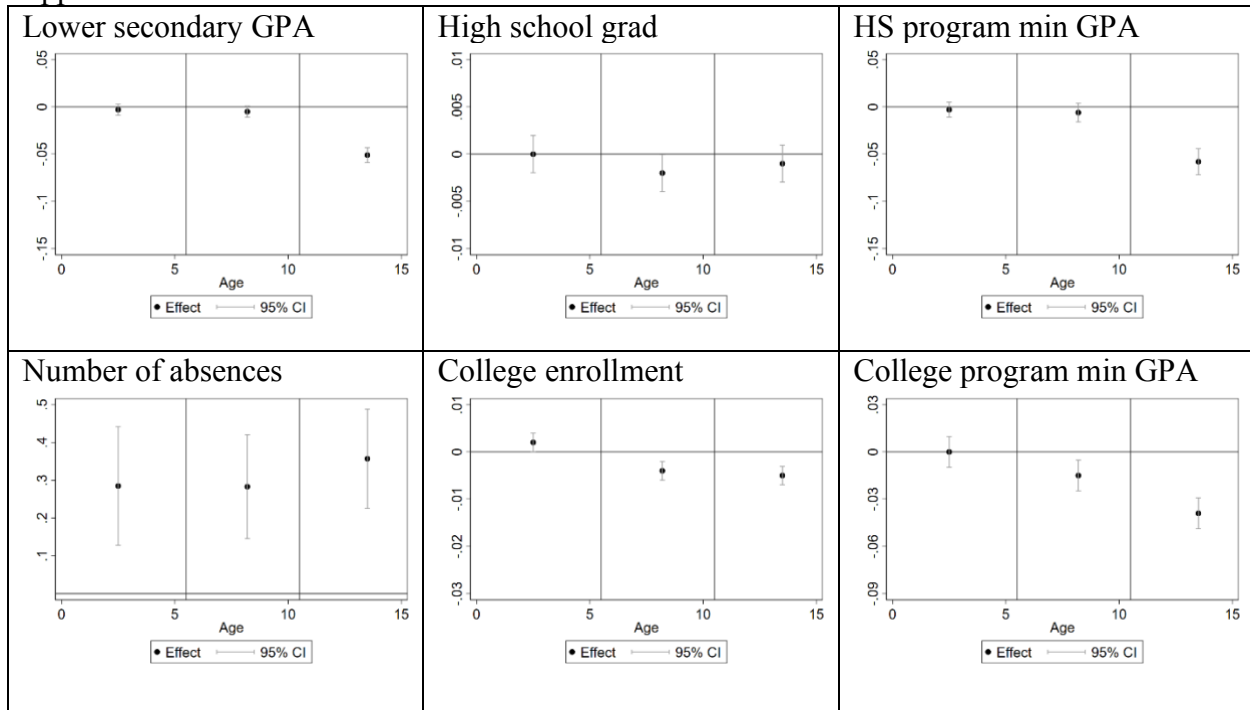 Lower secondary GPA
.05
0
-.05
-.1
-.15
0 5 10 15
Age
Effect 95% CI
High school grad
.01
.005
0
-.005
-.01
0 5 10 15
Age
Effect 95% CI
HS program min GPA
.05
0
-.05
-.1
-.15
0 5 10 15
Age
Effect 95% CI
Number of absences
.5
.4
.3
.2
.1
0 5 10 15
Age
Effect 95% CI
College enrollment
.01
0
-.01
-.02
-.03
0 5 10 15
Age
Effect 95% CI
College program min GPA
.03
0
-.03
-.06
-.09
0 5 10 15
Age
Effect 95% CI